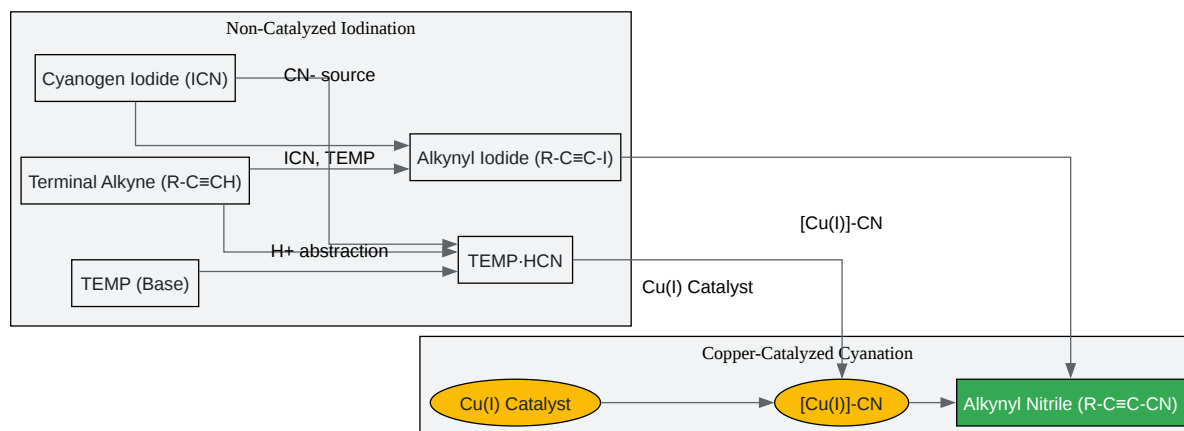 Non-Catalyzed Iodination
Cyanogen Iodide (ICN)
CN- source
ICN, TEMP
Alkynyl Iodide (R-C≡C-I)
Terminal Alkyne (R-C≡CH)
[Cu(I)]-CN
H+ abstraction
TEMP·HCN
TEMP (Base)
Cu(I) Catalyst
Copper-Catalyzed Cyanation
Cu(I) Catalyst
[Cu(I)]-CN
Alkynyl Nitrile (R-C≡C-CN)